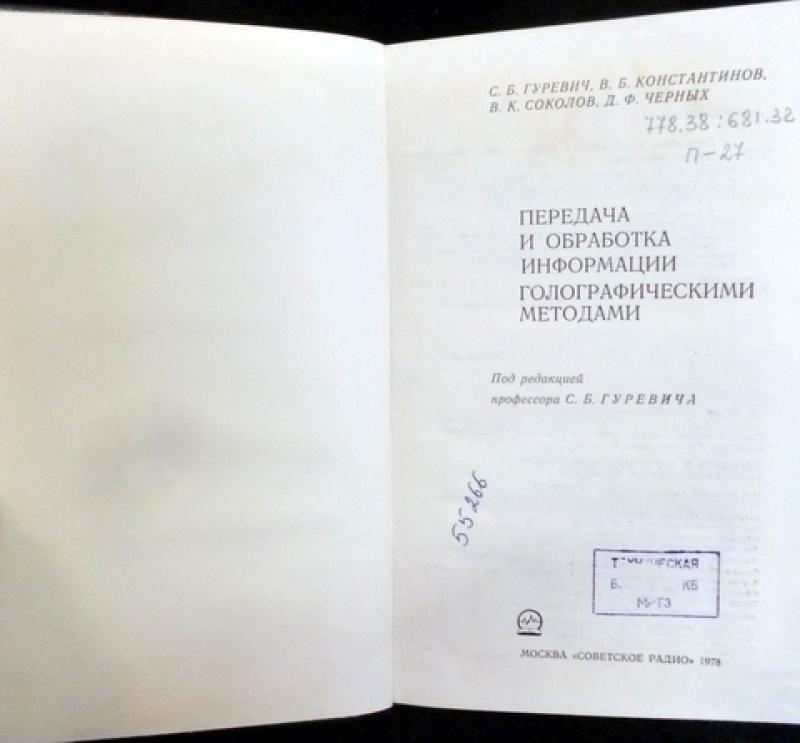 С. Б. ГУРЕВИЧ, В. Б. КОНСТАНТИНОВ,
В. К. СОКОЛОВ, Д. Ф. ЧЕРНЫХ
778.38:681.32
П-27
ПЕРЕДАЧА
И ОБРАБОТКА
ИНФОРМАЦИИ
ГОЛОГРАФИЧЕСКИМИ
МЕТОДАМИ
Под редакцией
профессора С. Б. ГУРЕВИЧА
55266
КБ
МОСКВА «СОВЕТСКОЕ РАДИО» 1978